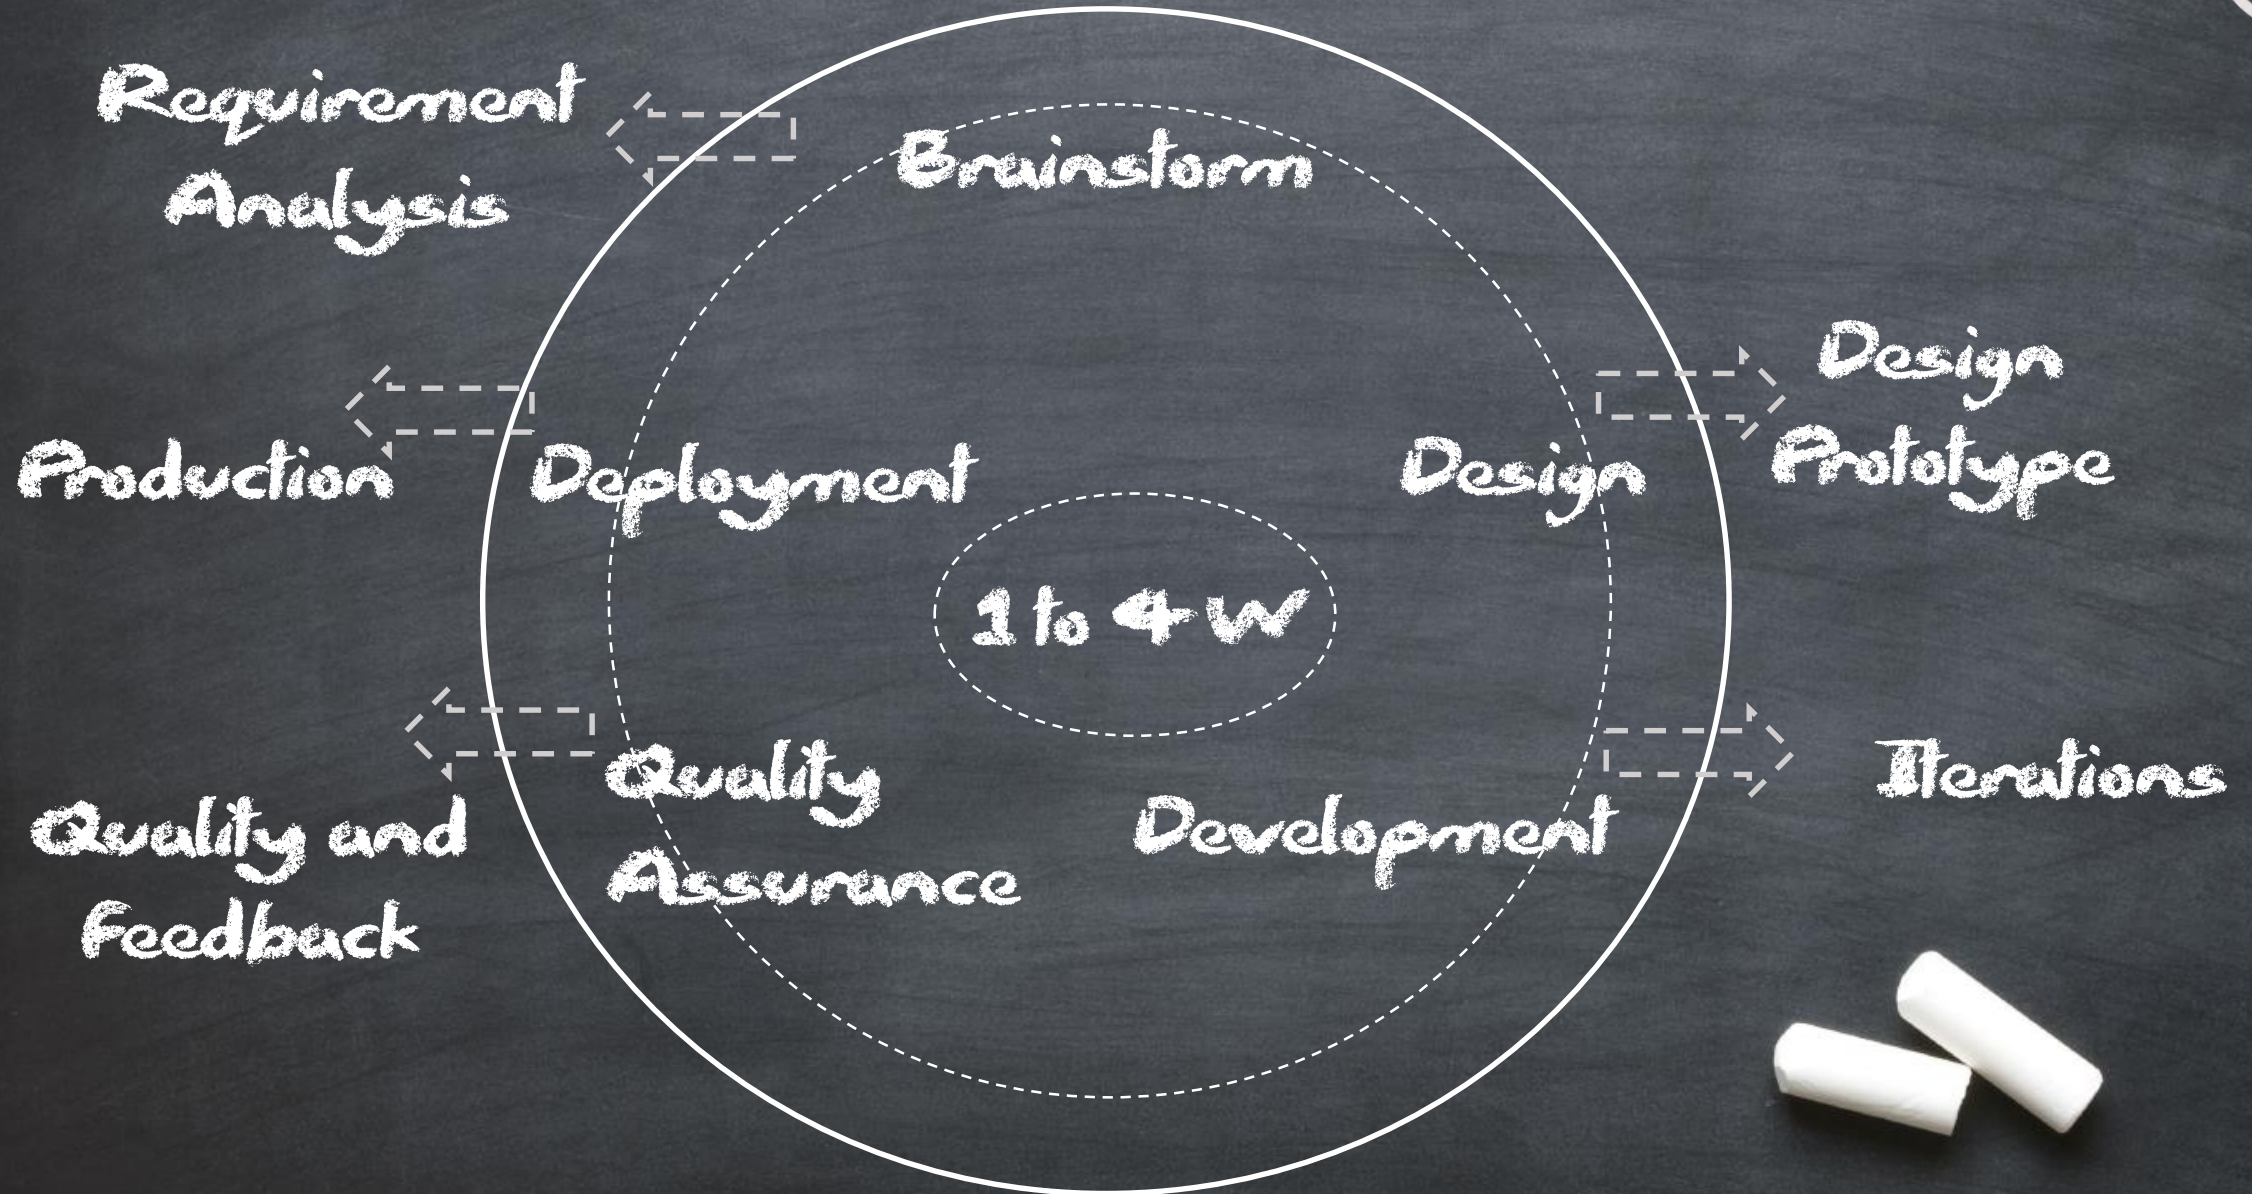 Requirement
Analysis
Brainstorm
Design
Prototype
Production
Deployment
Design
1 to 4 W
Quality
Assurance
Development
Iterations
Quality and
Feedback